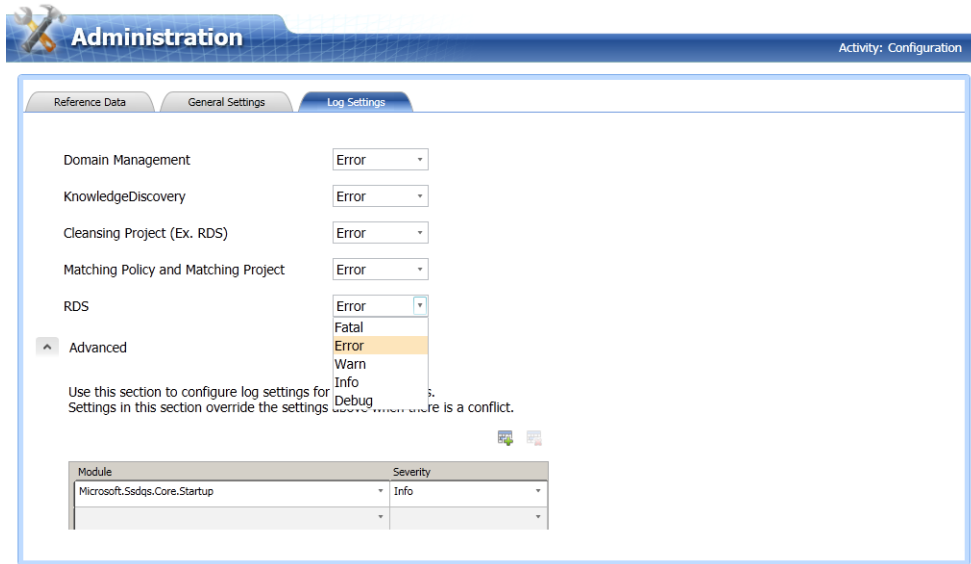 Administration
Activity: Configuration
Reference Data
General Settings
Log Settings
Domain Management Error
KnowledgeDiscovery Error
Cleansing Project (Ex. RDS) Error
Matching Policy and Matching Project Error
RDS Error
Fatal
Error
Warn
Info
Debug
Advanced
Use this section to configure log settings for s.
Settings in this section override the settings above when there is a conflict.
Module Severity
Microsoft.Ssdqs.Core.Startup Info